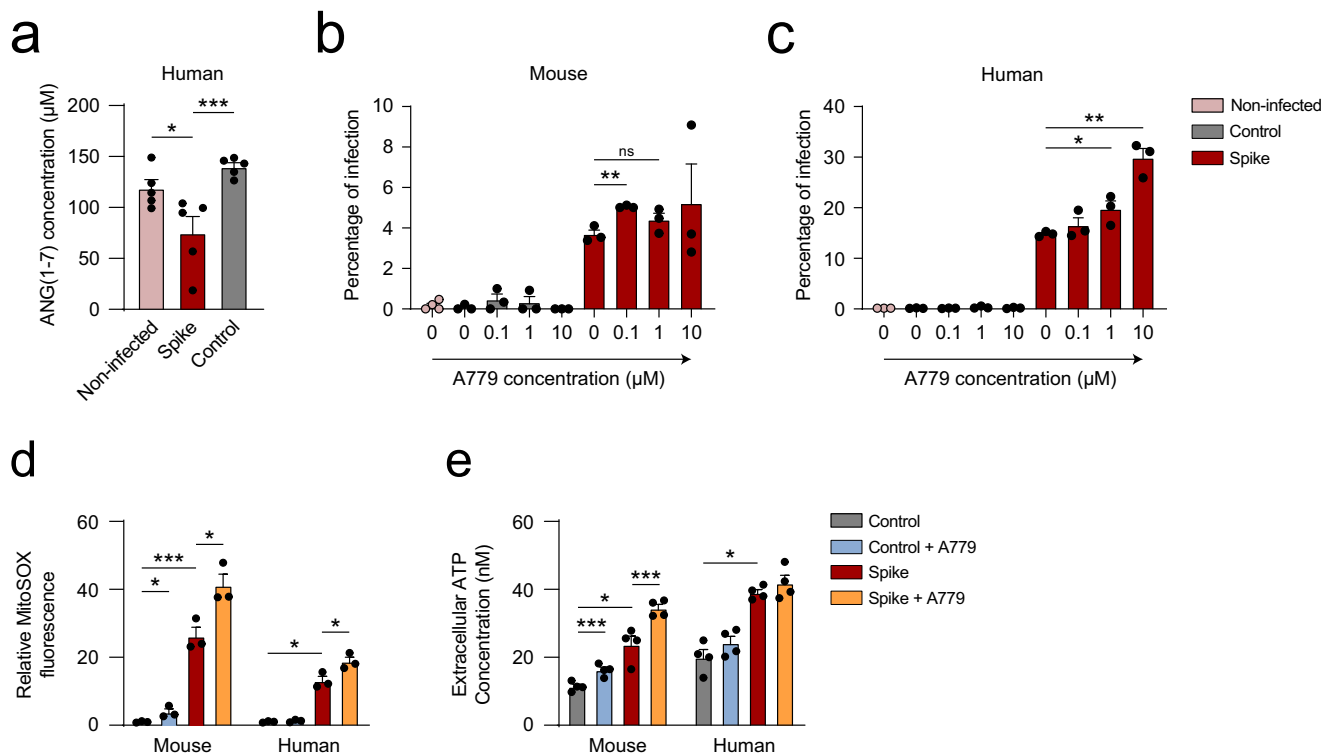 a
Human
ANG(1-7) concentration (µM)
200
150
100
50
0
*
***
Non-infected
Spike
Control
b
Mouse
Percentage of infection
10
8
6
4
2
0
ns
**
0 0 0.1 1 10 0 0.1 1 10
A779 concentration (µM)
c
Human
Percentage of infection
40
30
20
10
0
**
*
0 0 0.1 1 10 0 0.1 1 10
A779 concentration (µM)
Non-infected
Control
Spike
d
Relative MitoSOX
fluorescence
60
40
20
0
*
***
*
*
*
Mouse Human
e
Extracellular ATP
Concentration (nM)
60
40
20
0
***
*
***
*
Mouse Human
Control
Control + A779
Spike
Spike + A779